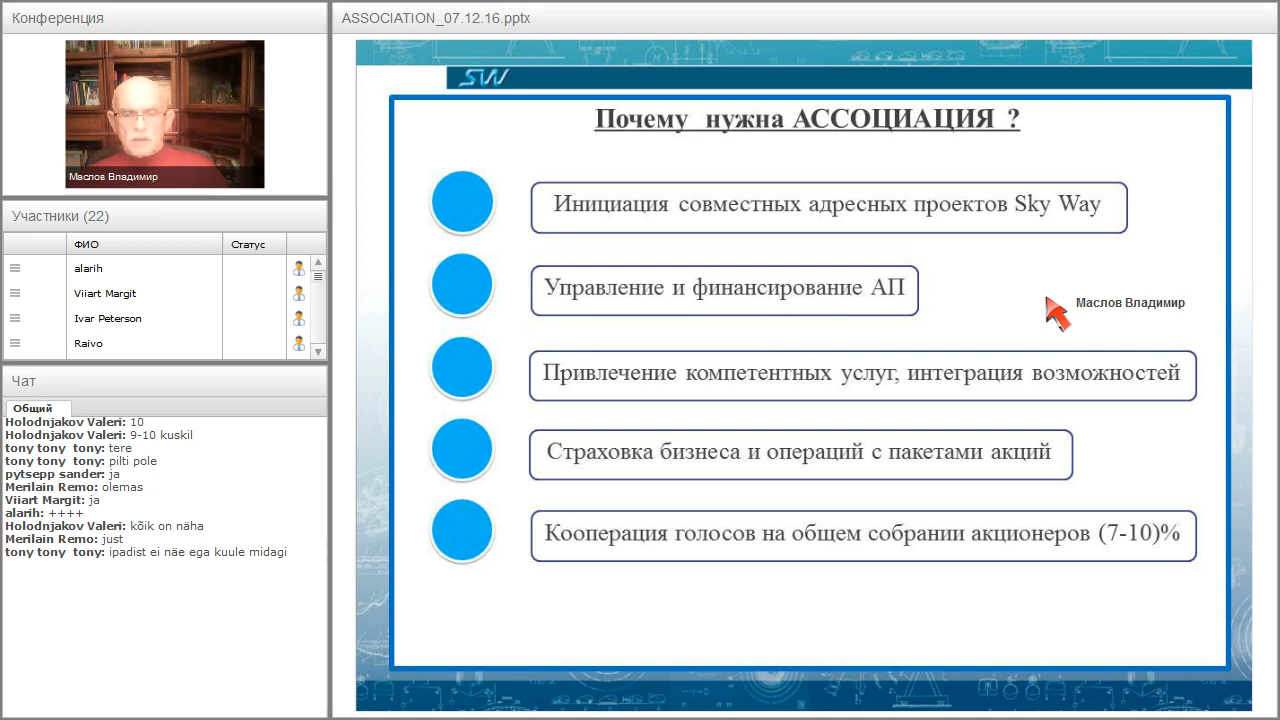 Конференция
Маслов Владимир
Участники (22)
ФИО
Статус
alarih
Viiart Margit
Ivar Peterson
Raivo
Чат
Общий
Holodnjakov Valeri: 10
Holodnjakov Valeri: 9-10 kuskil
tony tony tony: tere
tony tony tony: pilti pole
pytsepp sander: ja
Merilain Remo: olemas
Viiart Margit: ja
alarih: ++++
Holodnjakov Valeri: kõik on näha
Merilain Remo: just
tony tony tony: ipadist ei näe ega kuule midagi
ASSOCIATION_07.12.16.pptx
SW
Почему нужна АССОЦИАЦИЯ ?
Инициация совместных адресных проектов Sky Way
Управление и финансирование АП
Маслов Владимир
Привлечение компетентных услуг, интеграция возможностей
Страховка бизнеса и операций с пакетами акций
Кооперация голосов на общем собрании акционеров (7-10)%